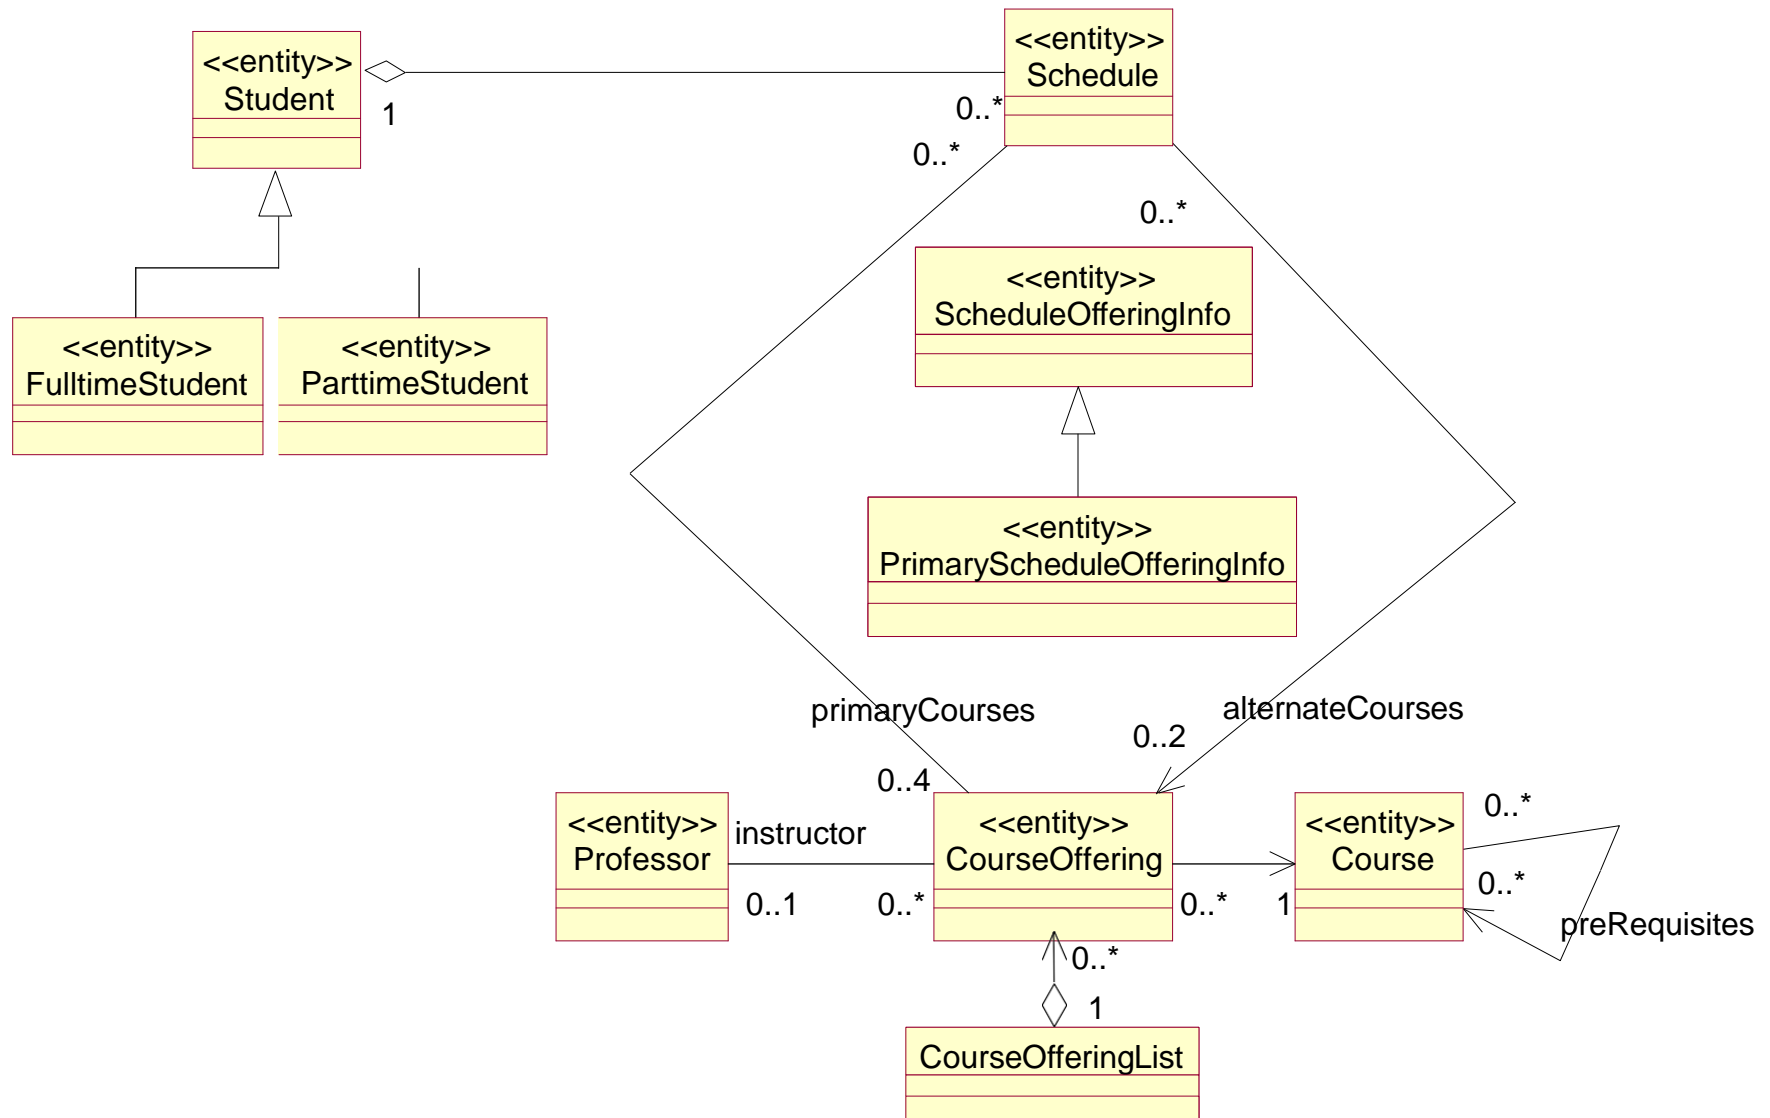 <<entity>>
Student
1
<<entity>>
Schedule
0..*
0..*
0..*
<<entity>>
ScheduleOfferingInfo
<<entity>>
FulltimeStudent
<<entity>>
ParttimeStudent
<<entity>>
PrimaryScheduleOfferingInfo
primaryCourses
alternateCourses
0..2
0..4
<<entity>>
Professor
instructor
0..1
0..*
<<entity>>
CourseOffering
0..*
1
<<entity>>
Course
0..*
0..*
preRequisites
0..*
1
CourseOfferingList